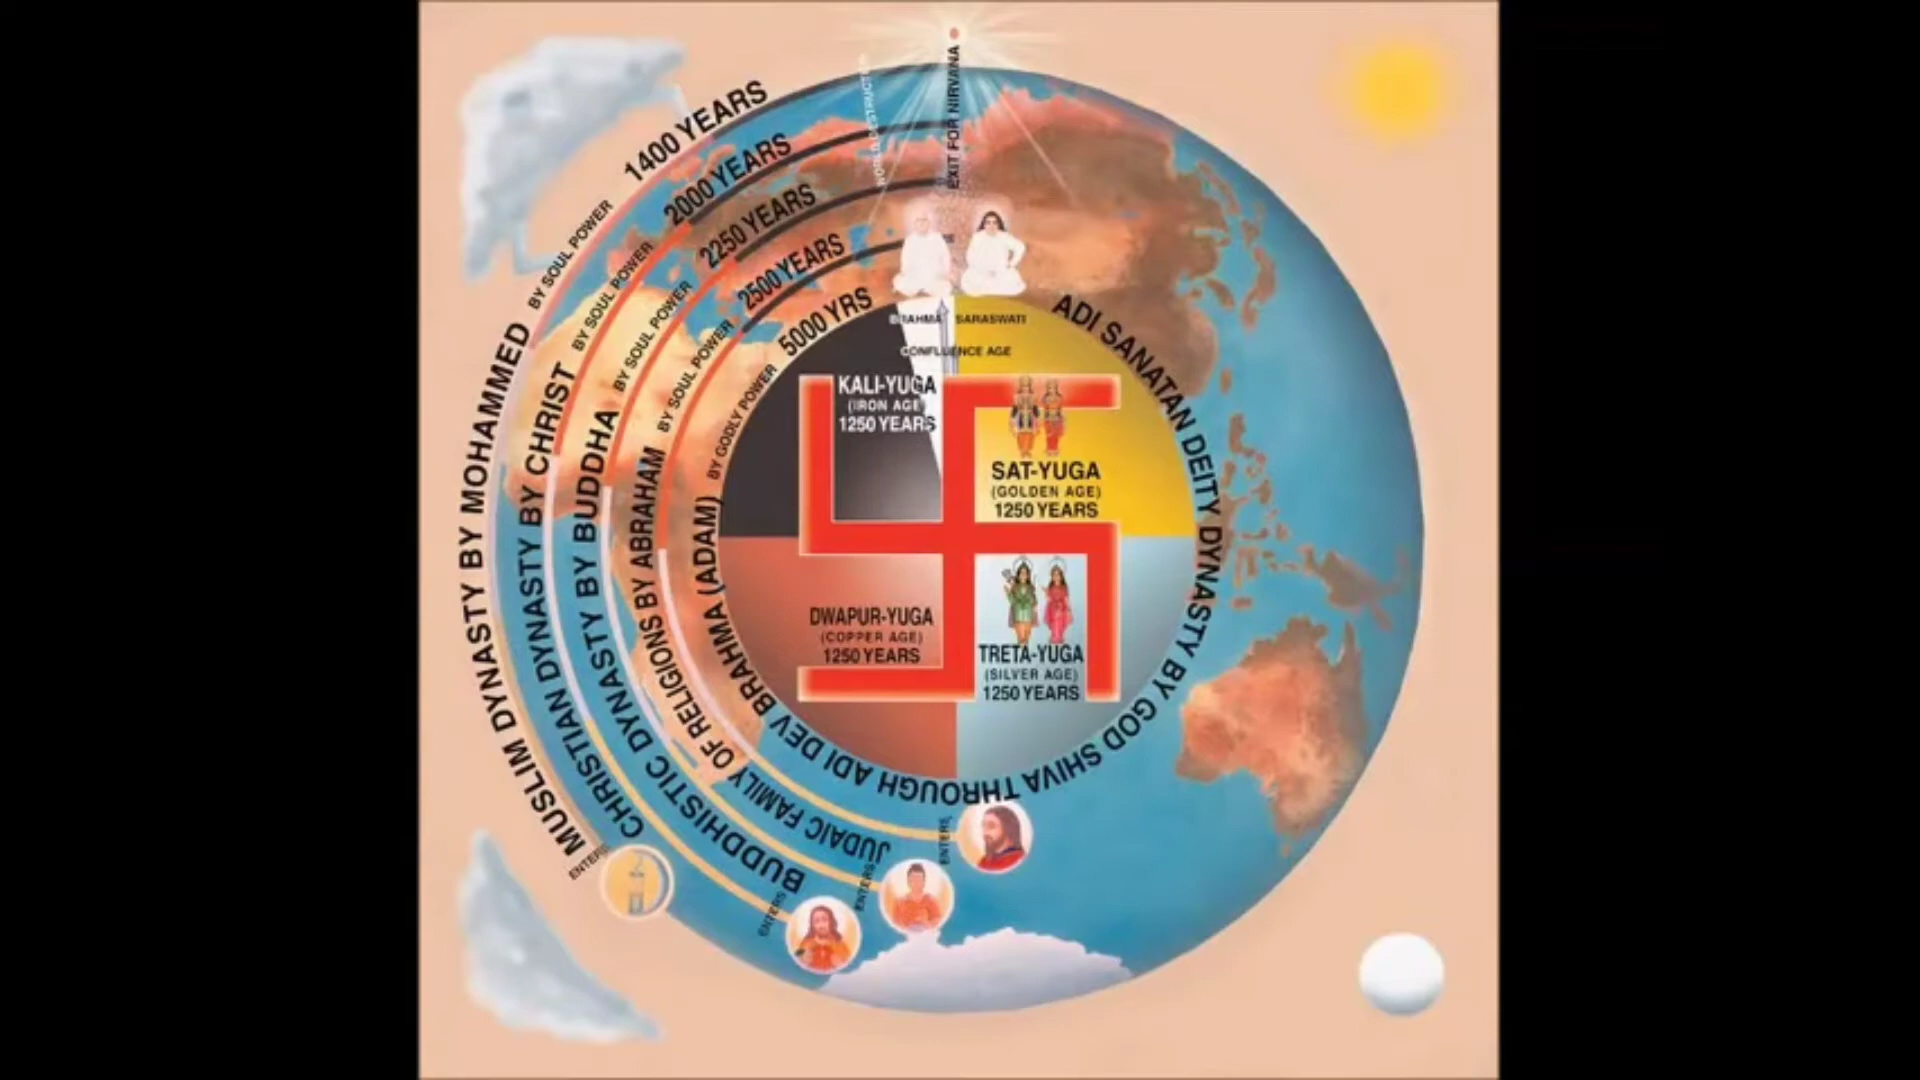 1400 YEARS
2000 YEARS
2250 YEARS
2500 YEARS
5000 YRS
WORLD DESTRUCTION
EXIT FOR NIRVANA
BY SOUL POWER
BY SOUL POWER
BY SOUL POWER
BY SOUL POWER
BY GODLY POWER
MUSLIM DYNASTY BY MOHAMMED
CHRISTIAN DYNASTY BY CHRIST
BUDDHISTIC DYNASTY BY BUDDHA
JUDAIC FAMILY OF RELIGIONS BY ABRAHAM
ADI SANATAN DEITY DYNASTY BY GOD SHIVA THROUGH ADI DEV BRAHMA (ADAM)
BRAHMA SARASWATI
CONFLUENCE AGE
KALI-YUGA
(IRON AGE)
1250 YEARS
SAT-YUGA
(GOLDEN AGE)
1250 YEARS
DWAPUR-YUGA
(COPPER AGE)
1250 YEARS
TRETA-YUGA
(SILVER AGE)
1250 YEARS
ENTERS
ENTERS
ENTERS
ENTERS